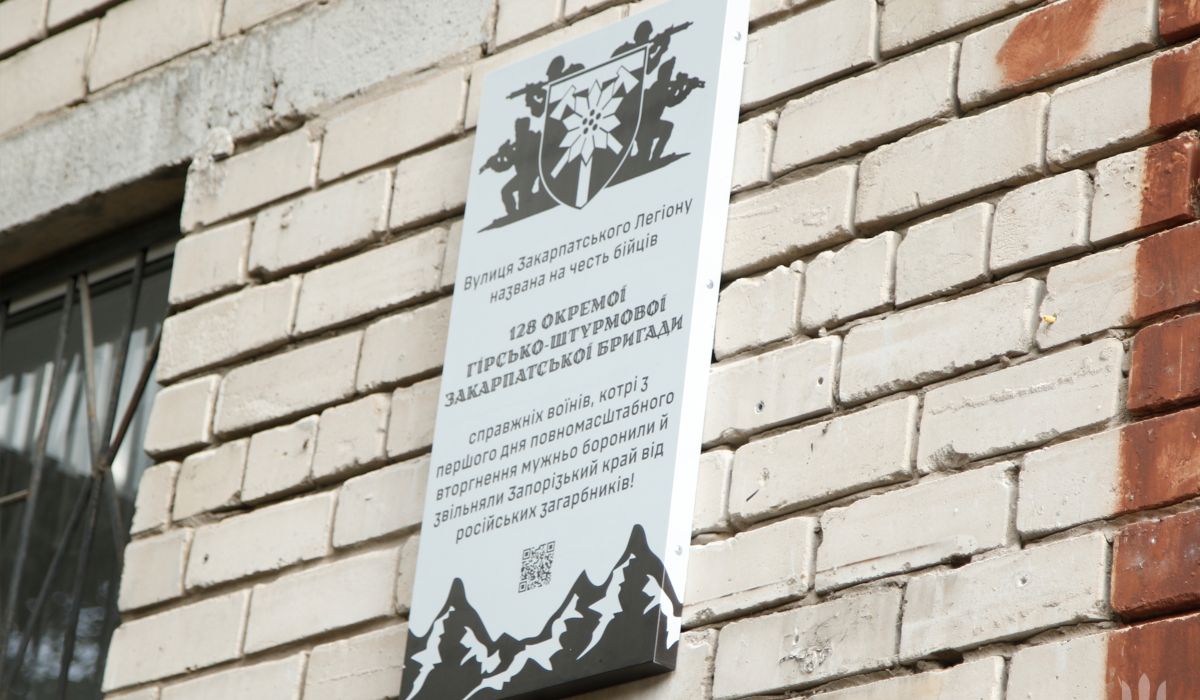 Вулиця Закарпатського Легіону
названа на честь бійців
128 ОКРЕМОЇ
ГІРСЬКО-ШТУРМОВОЇ
ЗАКАРПАТСЬКОЇ БРИГАДИ
справжніх воїнів, котрі з
першого дня повномасштабного
вторгнення мужньо боронили й
звільняли Запорізький край від
російських загарбників!